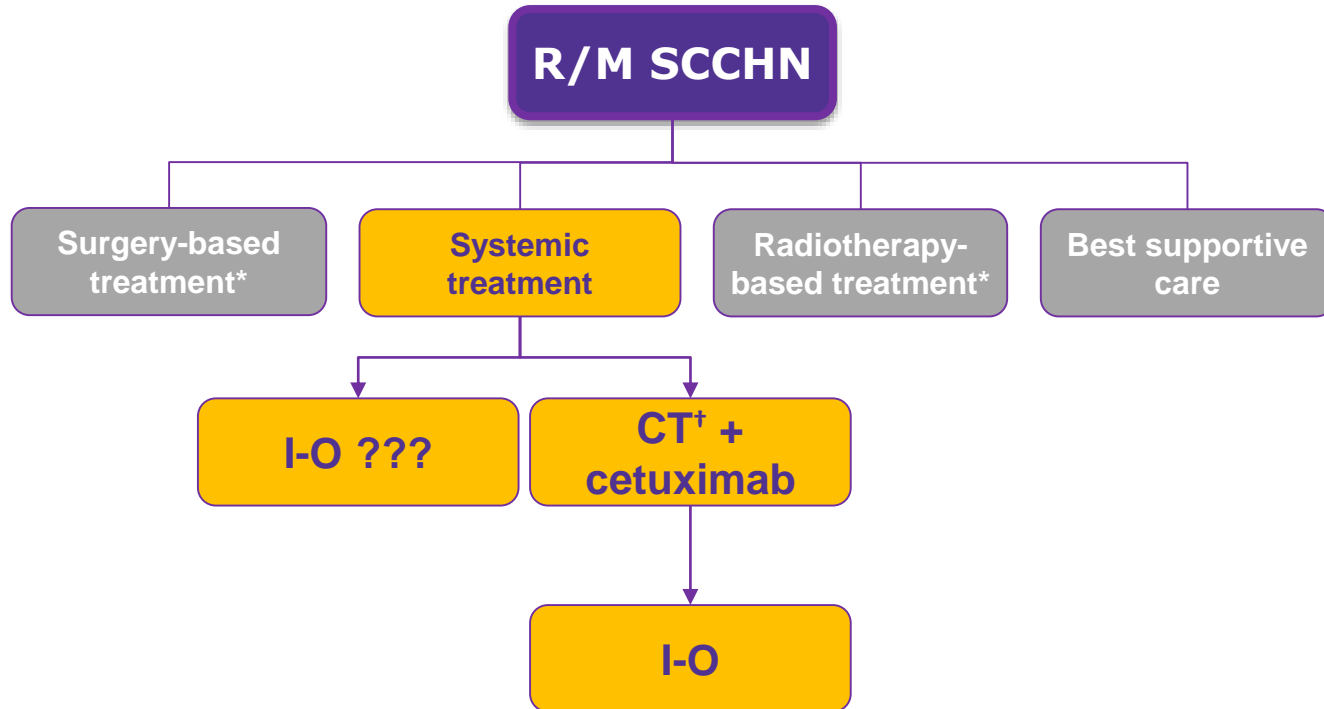 R/M SCCHN
Surgery-based
treatment*
Systemic
treatment
Radiotherapy-
based treatment*
Best supportive
care
I-O ???
CT† +
cetuximab
I-O